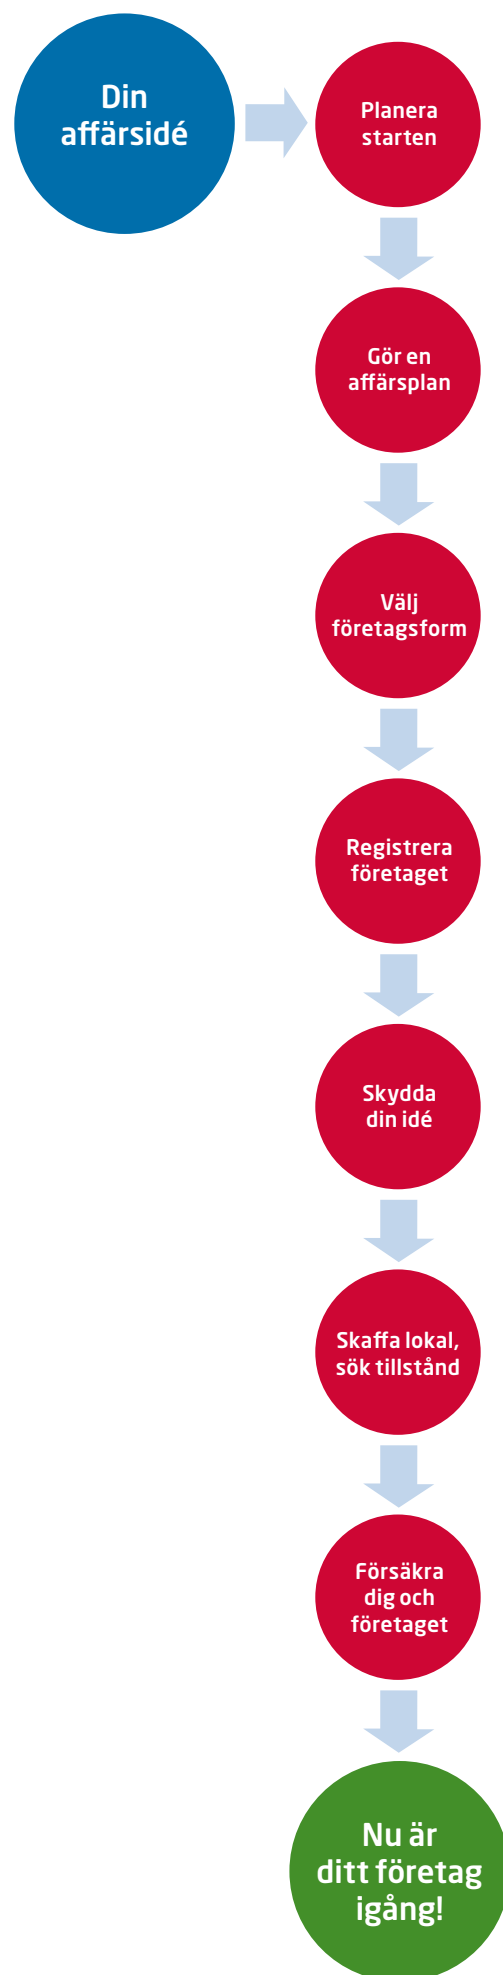 Din
affärsidé
Planera
starten
Gör en
affärsplan
Välj
företagsform
Registrera
företaget
Skydda
din idé
Skaffa lokal,
sök tillstånd
Försäkra
dig och
företaget
Nu är
ditt företag
igång!